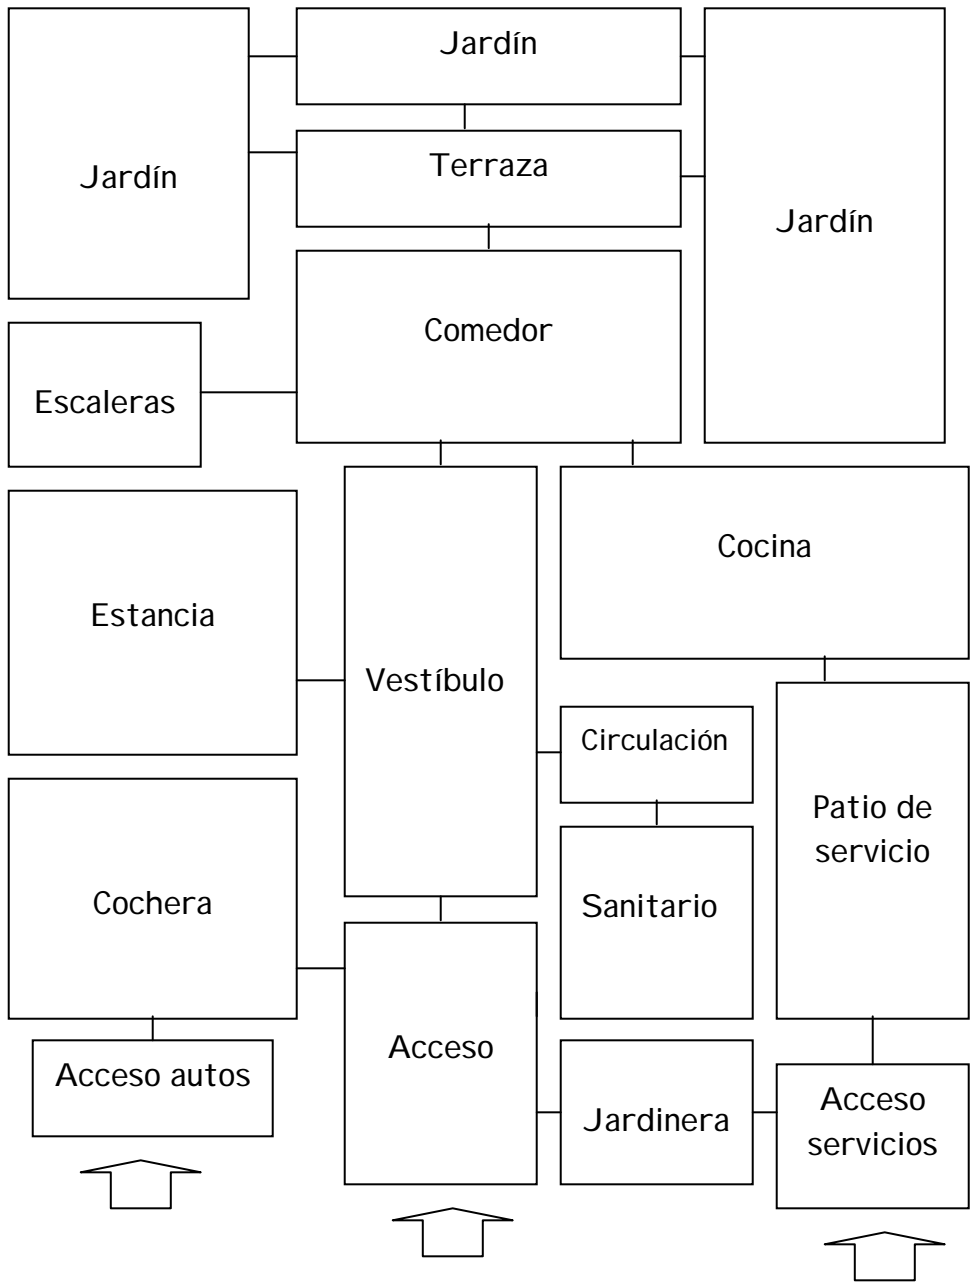 Jardín
Jardín
Terraza
Jardín
Comedor
Escaleras
Cocina
Estancia
Vestíbulo
Circulación
Patio de
servicio
Cochera
Sanitario
Acceso
Acceso autos
Jardinera
Acceso
servicios